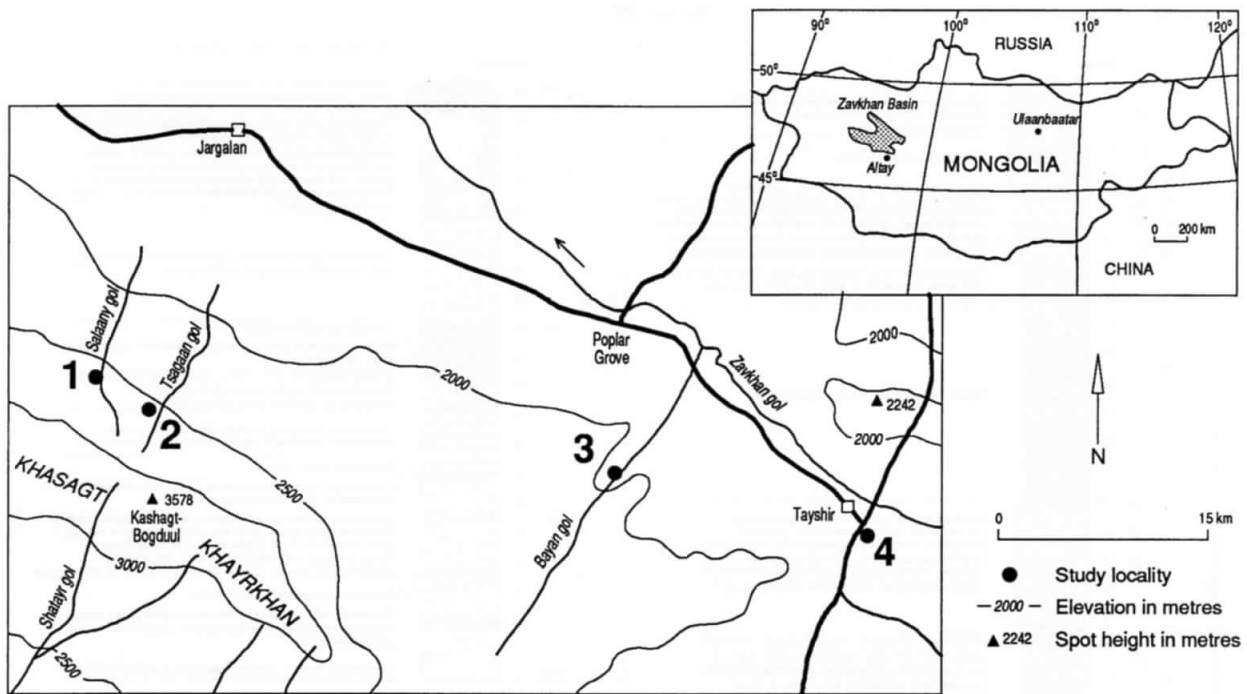 90°
100°
110°
120°
RUSSIA
50°
Zavkhan Basin
Ulaanbaatar
Altay
MONGOLIA
45°
0 200 km
CHINA
Jargalan
Salaany gol
Tsagaan gol
1
2
Poplar
Grove
2000
Zavkhan gol
2000
2242
2000
3
N
KHASAGT
3578
Kashagt-
Bogduul
2500
Tayshir
4
0 15 km
Bayan gol
3000
KHAYRKHAN
Shalayr gol
2500
Study locality
2000 Elevation in metres
2242 Spot height in metres